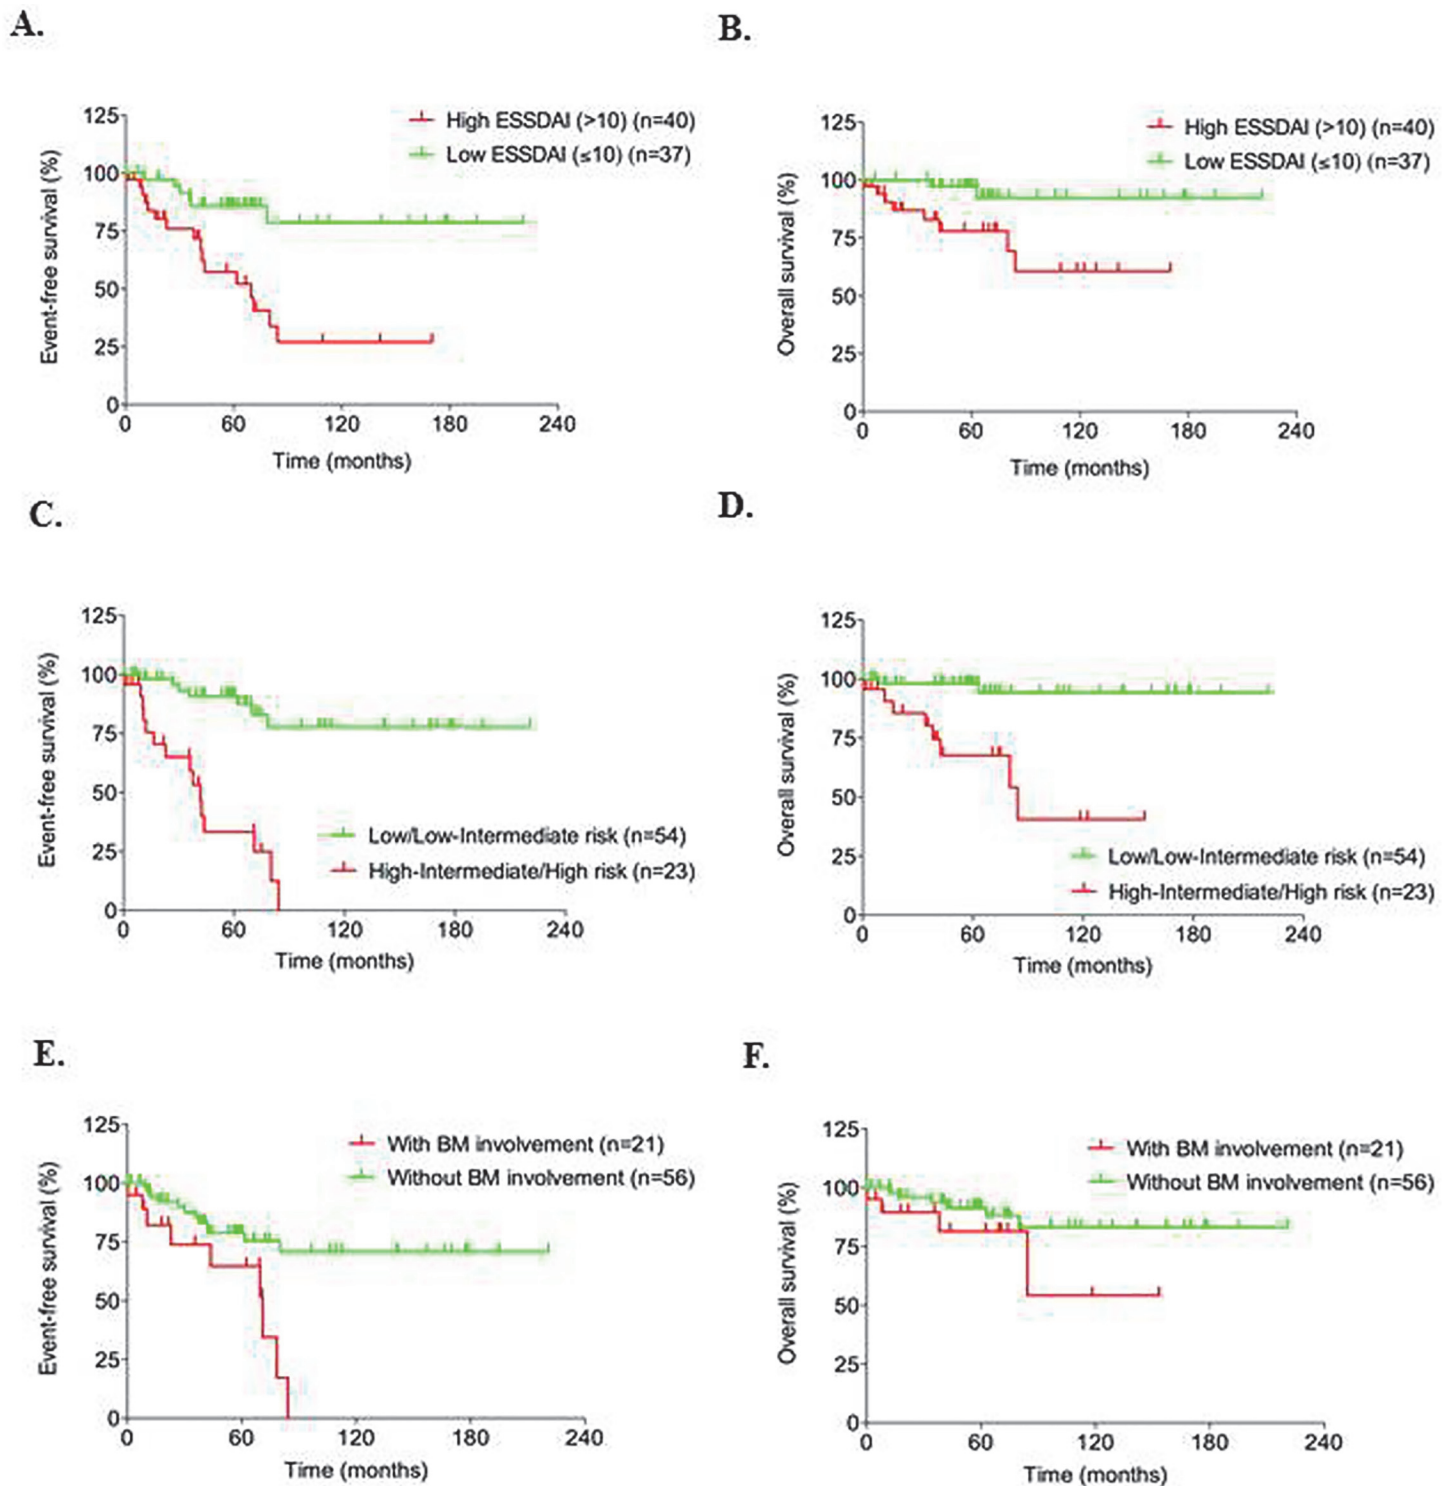 A.
Event-free survival (%)
125
100
75
50
25
0
0 60 120 180 240
Time (months)
High ESSDAI (>10) (n=40)
Low ESSDAI (≤10) (n=37)
B.
Overall survival (%)
125
100
75
50
25
0
0 60 120 180 240
Time (months)
High ESSDAI (>10) (n=40)
Low ESSDAI (≤10) (n=37)
C.
Event-free survival (%)
125
100
75
50
25
0
0 60 120 180 240
Time (months)
Low/Low-Intermediate risk (n=54)
High-Intermediate/High risk (n=23)
D.
Overall survival (%)
125
100
75
50
25
0
0 60 120 180 240
Time (months)
Low/Low-Intermediate risk (n=54)
High-Intermediate/High risk (n=23)
E.
Event-free survival (%)
125
100
75
50
25
0
0 60 120 180 240
Time (months)
With BM involvement (n=21)
Without BM involvement (n=56)
F.
Overall survival (%)
125
100
75
50
25
0
0 60 120 180 240
Time (months)
With BM involvement (n=21)
Without BM involvement (n=56)